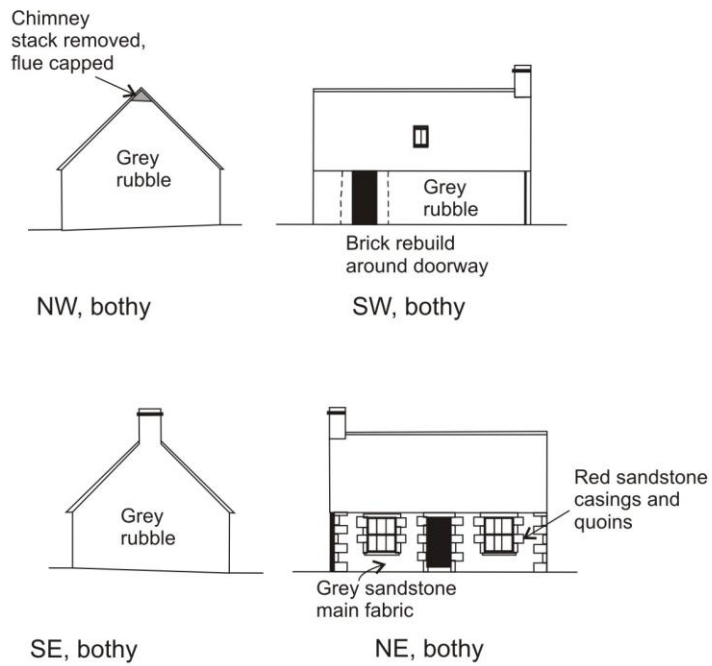 Chimney
stack removed,
flue capped
Grey
rubble
NW, bothy
Grey
rubble
Brick rebuild
around doorway
SW, bothy
Grey
rubble
SE, bothy
Red sandstone
casings and
quoins
Grey sandstone
main fabric
NE, bothy